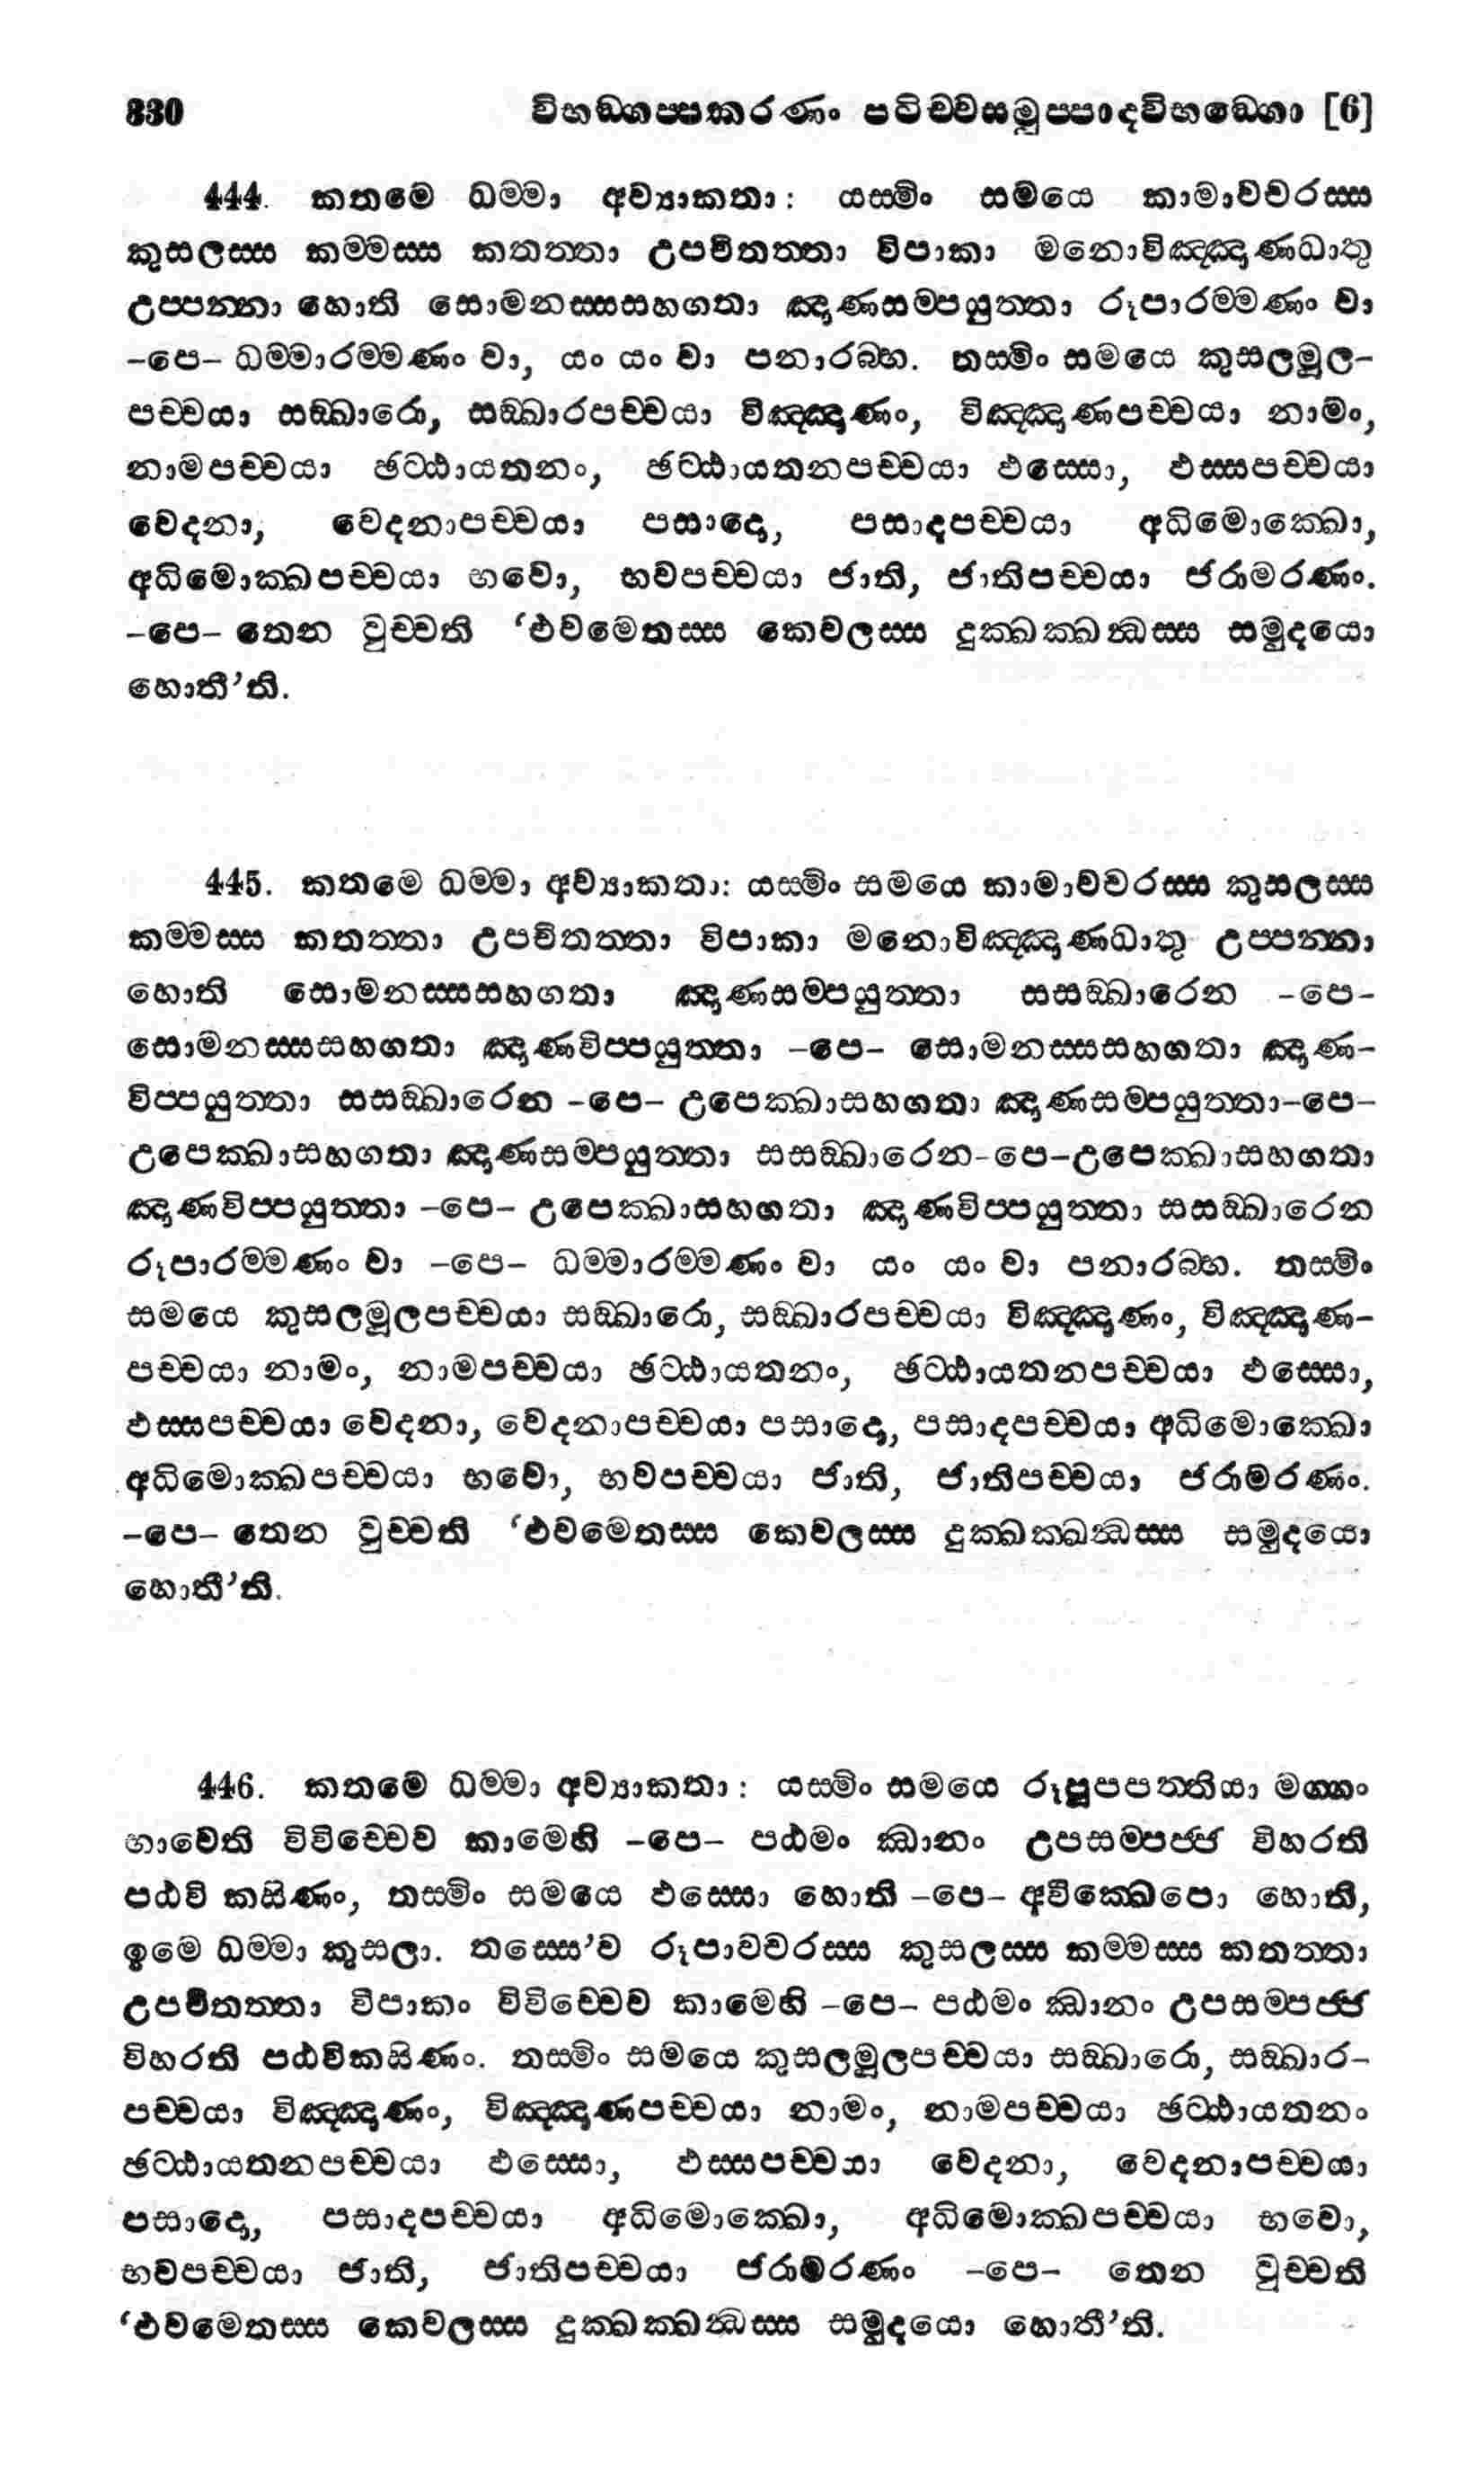 330 විභඞ්ගප්පකරණං පටිච්චසමුප්පාදවිභඞ්ගො [6]
444. කතමෙ ධම්මා අව්‍යාකතා: යස්මිං සමයෙ කාමාවචරස්ස
කුසලස්ස කම්මස්ස කතත්තා උපචිතත්තා විපාකා මනොවිඤ්ඤාණධාතු
උප්පන්නා හොති සොමනස්සසහගතා ඤාණසම්පයුත්තා රූපාරම්මණං වා
-පෙ- ධම්මාරම්මණං වා, යං යං වා පනාරබ්භ. තස්මිං සමයෙ කුසලමූල-
පච්චයා සඞ්ඛාරො, සඞ්ඛාරපච්චයා විඤ්ඤාණං, විඤ්ඤාණපච්චයා නාමං,
නාමපච්චයා ඡට්ඨායතනං, ඡට්ඨායතනපච්චයා ඵස්සො, ඵස්සපච්චයා
වෙදනා, වෙදනාපච්චයා පසාදො, පසාදපච්චයා අධිමොක්ඛො,
අධිමොක්ඛපච්චයා භවො, භවපච්චයා ජාති, ජාතිපච්චයා ජරාමරණං.
-පෙ- තෙන වුච්චති ‘එවමෙතස්ස කෙවලස්ස දුක්ඛක්ඛන්ධස්ස සමුදයො
හොතී’ති.
445. කතමෙ ධම්මා අව්‍යාකතා: යස්මිං සමයෙ කාමාවචරස්ස කුසලස්ස
කම්මස්ස කතත්තා උපචිතත්තා විපාකා මනොවිඤ්ඤාණධාතු උප්පන්නා
හොති සොමනස්සසහගතා ඤාණසම්පයුත්තා සසඞ්ඛාරෙන -පෙ-
සොමනස්සසහගතා ඤාණවිප්පයුත්තා -පෙ- සොමනස්සසහගතා ඤාණ-
විප්පයුත්තා සසඞ්ඛාරෙන -පෙ- උපෙක්ඛාසහගතා ඤාණසම්පයුත්තා-පෙ-
උපෙක්ඛාසහගතා ඤාණසම්පයුත්තා සසඞ්ඛාරෙන-පෙ-උපෙක්ඛාසහගතා
ඤාණවිප්පයුත්තා -පෙ- උපෙක්ඛාසහගතා ඤාණවිප්පයුත්තා සසඞ්ඛාරෙන
රූපාරම්මණං වා -පෙ- ධම්මාරම්මණං වා යං යං වා පනාරබ්භ. තස්මිං
සමයෙ කුසලමූලපච්චයා සඞ්ඛාරො, සඞ්ඛාරපච්චයා විඤ්ඤාණං, විඤ්ඤාණ-
පච්චයා නාමං, නාමපච්චයා ඡට්ඨායතනං, ඡට්ඨායතනපච්චයා ඵස්සො,
ඵස්සපච්චයා වෙදනා, වෙදනාපච්චයා පසාදො, පසාදපච්චයා අධිමොක්ඛො
අධිමොක්ඛපච්චයා භවො, භවපච්චයා ජාති, ජාතිපච්චයා ජරාමරණං.
-පෙ- තෙන වුච්චති ‘එවමෙතස්ස කෙවලස්ස දුක්ඛක්ඛන්ධස්ස සමුදයො
හොතී’ති.
446. කතමෙ ධම්මා අව්‍යාකතා: යස්මිං සමයෙ රූපූපපත්තියා මග්ගං
භාවෙති විවිච්චෙව කාමෙහි -පෙ- පඨමං ඣානං උපසම්පජ්ජ විහරති
පඨවි කසිණං, තස්මිං සමයෙ ඵස්සො හොති -පෙ- අවික්ඛෙපො හොති,
ඉමෙ ධම්මා කුසලා. තස්සෙ’ව රූපාවචරස්ස කුසලස්ස කම්මස්ස කතත්තා
උපචිතත්තා විපාකං විවිච්චෙව කාමෙහි -පෙ- පඨමං ඣානං උපසම්පජ්ජ
විහරති පඨවිකසිණං. තස්මිං සමයෙ කුසලමූලපච්චයා සඞ්ඛාරො, සඞ්ඛාර-
පච්චයා විඤ්ඤාණං, විඤ්ඤාණපච්චයා නාමං, නාමපච්චයා ඡට්ඨායතනං
ඡට්ඨායතනපච්චයා ඵස්සො, ඵස්සපච්චයා වෙදනා, වෙදනාපච්චයා
පසාදො, පසාදපච්චයා අධිමොක්ඛො, අධිමොක්ඛපච්චයා භවො,
භවපච්චයා ජාති, ජාතිපච්චයා ජරාමරණං -පෙ- තෙන වුච්චති
‘එවමෙතස්ස කෙවලස්ස දුක්ඛක්ඛන්ධස්ස සමුදයො හොතී’ති.